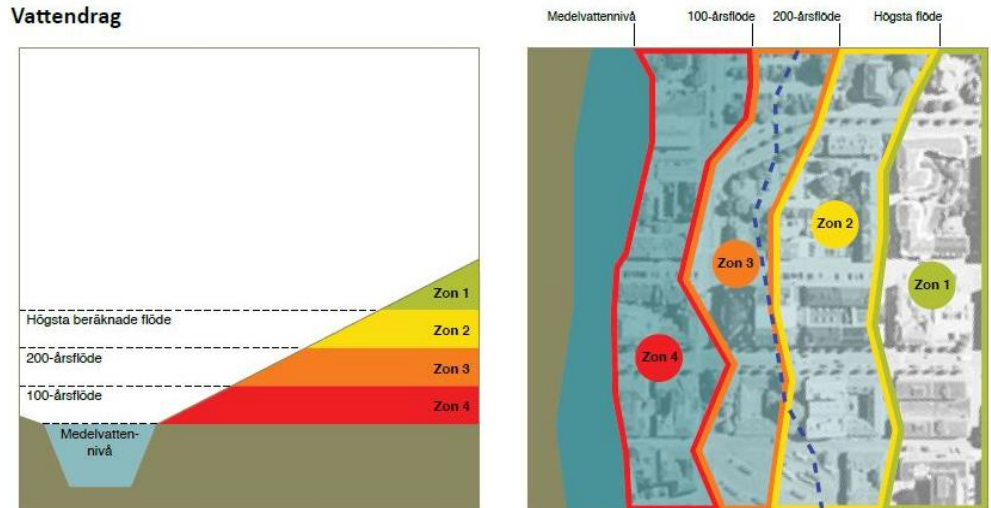 Vattendrag
Zon 1
Högsta beräknade flöde
Zon 2
200-årsflöde
Zon 3
100-årsflöde
Zon 4
Medelvatten-
nivå
Medelvattennivå 100-årsflöde 200-årsflöde Högsta flöde
Zon 2
Zon 3
Zon 1
Zon 4